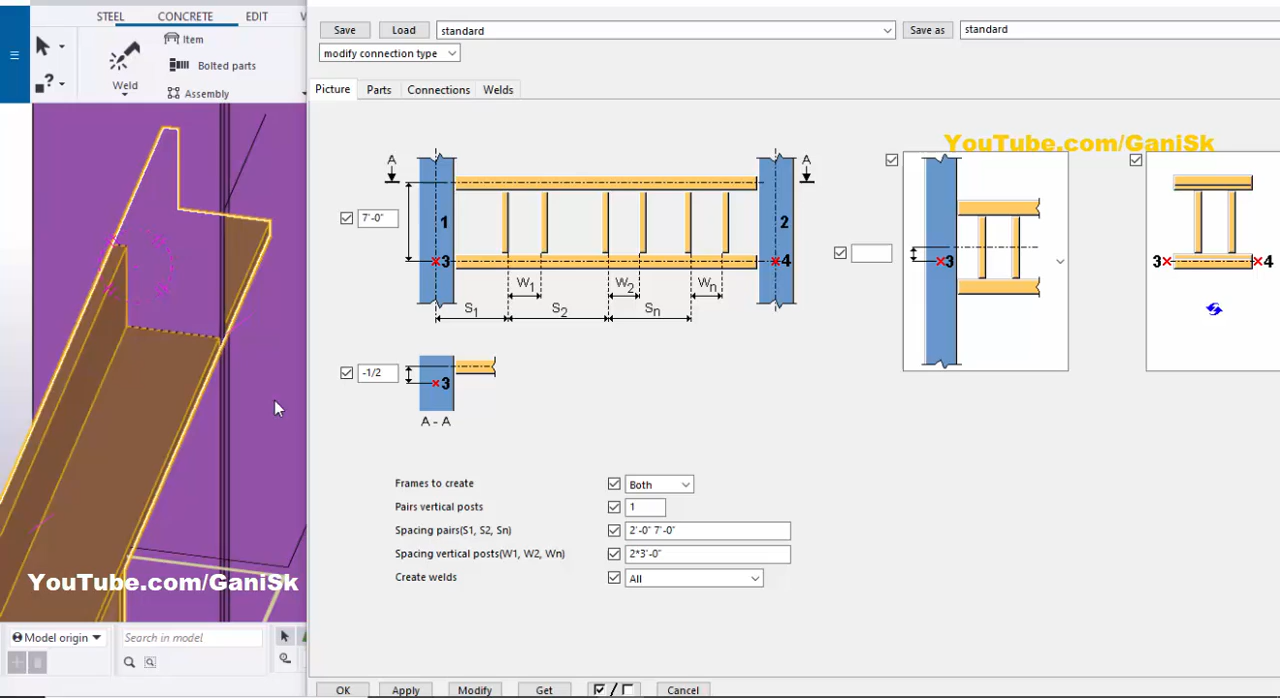 STEEL CONCRETE EDIT
Item
Weld
Bolted parts
Assembly
Save Load standard Save as standard
modify connection type
Picture Parts Connections Welds
YouTube.com/GaniSk
A A
7'-0"
1 2
3 4
W1 W2 Wn
S1 S2 Sn
3
3 4
-1/2
3
A - A
Frames to create Both
Pairs vertical posts 1
Spacing pairs(S1, S2, Sn) 2'-0" 7'-0"
Spacing vertical posts(W1, W2, Wn) 2*3'-0"
Create welds All
YouTube.com/GaniSk
Model origin Search in model
OK Apply Modify Get / Cancel